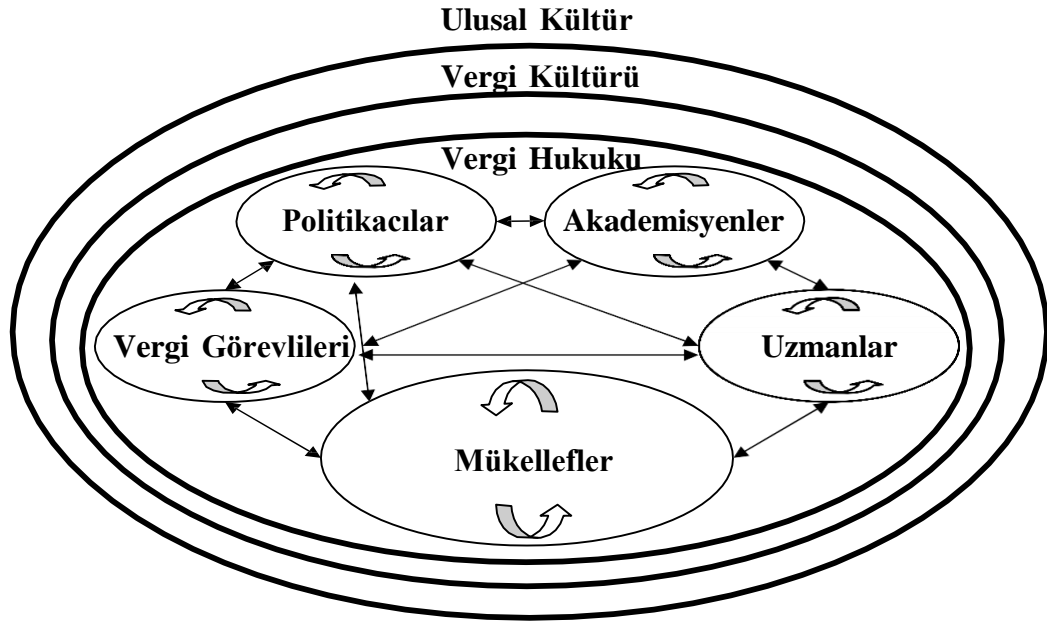 Ulusal Kültür
Vergi Kültürü
Vergi Hukuku
Politikacılar
Akademisyenler
Vergi Görevlileri
Uzmanlar
Mükellefler